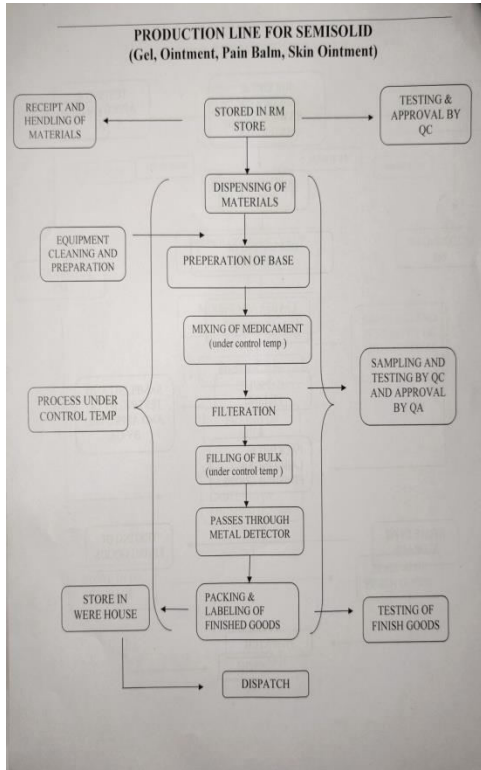 PRODUCTION LINE FOR SEMISOLID
(Gel, Ointment, Pain Balm, Skin Ointment)
RECEIPT AND
HENDLING OF
MATERIALS
STORED IN RM
STORE
TESTING &
APPROVAL BY
QC
DISPENSING OF
MATERIALS
EQUIPMENT
CLEANING AND
PREPARATION
PREPERATION OF BASE
MIXING OF MEDICAMENT
(under control temp )
SAMPLING AND
TESTING BY QC
AND APPROVAL
BY QA
PROCESS UNDER
CONTROL TEMP
FILTERATION
FILLING OF BULK
(under control temp )
PASSES THROUGH
METAL DETECTOR
STORE IN
WERE HOUSE
PACKING &
LABELING OF
FINISHED GOODS
TESTING OF
FINISH GOODS
DISPATCH